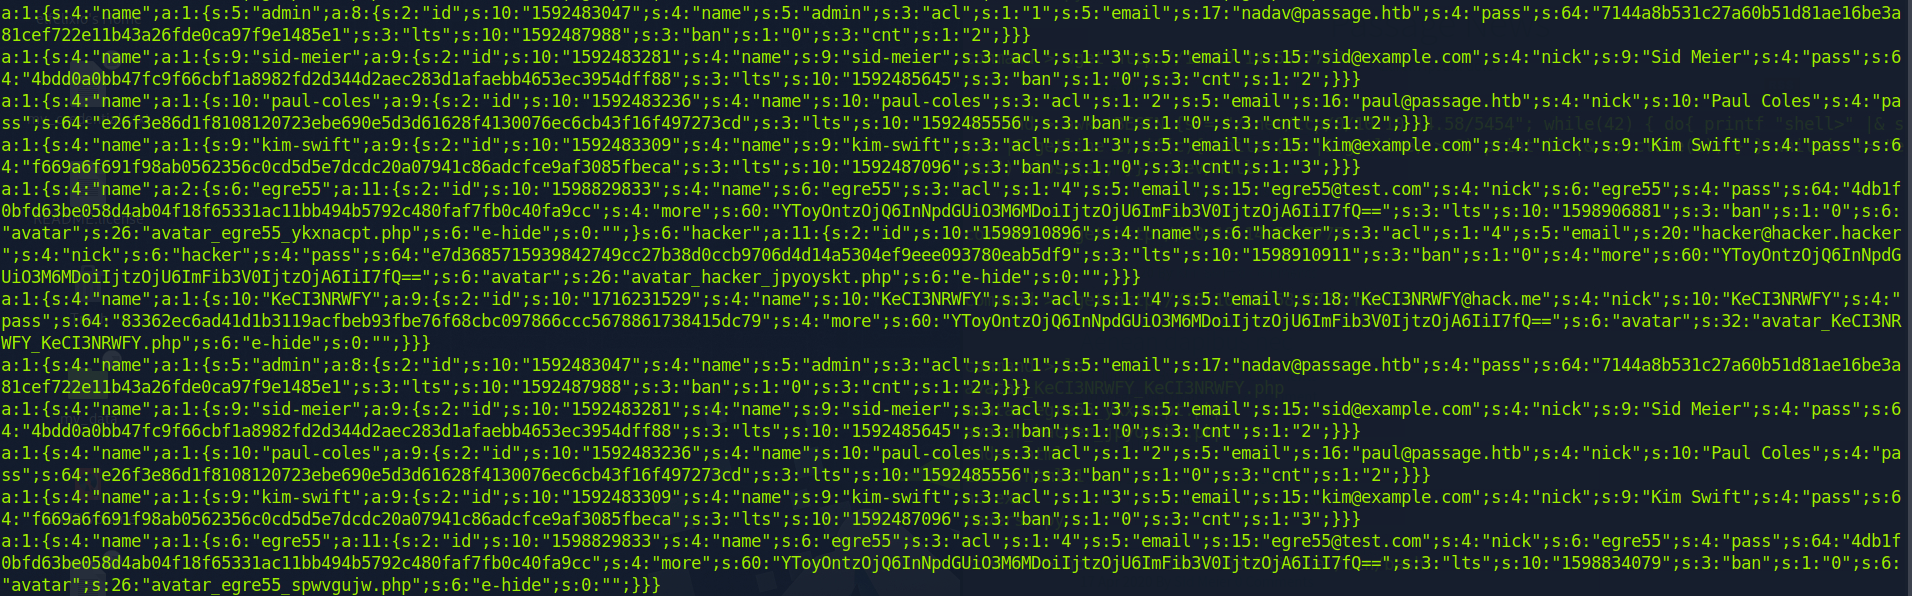 a:1:{s:4:"name";a:1:{s:5:"admin";a:8:{s:2:"id";s:10:"1592483047";s:4:"name";s:5:"admin";s:3:"acl";s:1:"1";s:5:"email";s:17:"nadav@passage.htb";s:4:"pass";s:64:"7144a8b531c27a60b51d81ae16be3a
81cef722e11b43a26fde0ca97f9e1485e1";s:3:"lts";s:10:"1592487988";s:3:"ban";s:1:"0";s:3:"cnt";s:1:"2";}}}
a:1:{s:4:"name";a:1:{s:9:"sid-meier";a:9:{s:2:"id";s:10:"1592483281";s:4:"name";s:9:"sid-meier";s:3:"acl";s:1:"3";s:5:"email";s:15:"sid@example.com";s:4:"nick";s:9:"Sid Meier";s:4:"pass";s:6
4:"4bdd0a0bb47fc9f66cbf1a8982fd2d344d2aec283d1afaebb4653ec3954dff88";s:3:"lts";s:10:"1592485645";s:3:"ban";s:1:"0";s:3:"cnt";s:1:"2";}}}
a:1:{s:4:"name";a:1:{s:10:"paul-coles";a:9:{s:2:"id";s:10:"1592483236";s:4:"name";s:10:"paul-coles";s:3:"acl";s:1:"2";s:5:"email";s:16:"paul@passage.htb";s:4:"nick";s:10:"Paul Coles";s:4:"pa
ss";s:64:"e26f3e86d1f8108120723ebe690e5d3d61628f4130076ec6cb43f16f497273cd";s:3:"lts";s:10:"1592485556";s:3:"ban";s:1:"0";s:3:"cnt";s:1:"2";}}}
a:1:{s:4:"name";a:1:{s:9:"kim-swift";a:9:{s:2:"id";s:10:"1592483309";s:4:"name";s:9:"kim-swift";s:3:"acl";s:1:"3";s:5:"email";s:15:"kim@example.com";s:4:"nick";s:9:"Kim Swift";s:4:"pass";s:6
4:"f669a6f691f98ab0562356c0cd5d5e7dcdc20a07941c86adcfce9af3085fbeca";s:3:"lts";s:10:"1592487096";s:3:"ban";s:1:"0";s:3:"cnt";s:1:"3";}}}
a:1:{s:4:"name";a:2:{s:6:"egre55";a:11:{s:2:"id";s:10:"1598829833";s:4:"name";s:6:"egre55";s:3:"acl";s:1:"4";s:5:"email";s:15:"egre55@test.com";s:4:"nick";s:6:"egre55";s:4:"pass";s:64:"4db1f
0bfd63be058d4ab04f18f65331ac11bb494b5792c480faf7fb0c40fa9cc";s:4:"more";s:60:"YToyOntzOjQ6InNpdGUiO3M6MDoiIjtzOjU6ImFib3V0IjtzOjA6IiI7fQ==";s:3:"lts";s:10:"1598906881";s:3:"ban";s:1:"0";s:6:
"avatar";s:26:"avatar_egre55_ykxnacpt.php";s:6:"e-hide";s:0:"";}s:6:"hacker";a:11:{s:2:"id";s:10:"1598910896";s:4:"name";s:6:"hacker";s:3:"acl";s:1:"4";s:5:"email";s:20:"hacker@hacker.hacker
";s:4:"nick";s:6:"hacker";s:4:"pass";s:64:"e7d3685715939842749cc27b38d0ccb9706d4d14a5304ef9eee093780eab5df9";s:3:"lts";s:10:"1598910911";s:3:"ban";s:1:"0";s:4:"more";s:60:"YToyOntzOjQ6InNpdG
UiO3M6MDoiIjtzOjU6ImFib3V0IjtzOjA6IiI7fQ==";s:6:"avatar";s:26:"avatar_hacker_jpyoyskt.php";s:6:"e-hide";s:0:"";}}}
a:1:{s:4:"name";a:1:{s:10:"KeCI3NRWFY";a:9:{s:2:"id";s:10:"1716231529";s:4:"name";s:10:"KeCI3NRWFY";s:3:"acl";s:1:"4";s:5:"email";s:18:"KeCI3NRWFY@hack.me";s:4:"nick";s:10:"KeCI3NRWFY";s:4:"
pass";s:64:"83362ec6ad41d1b3119acfbeb93fbe76f68cbc097866ccc5678861738415dc79";s:4:"more";s:60:"YToyOntzOjQ6InNpdGUiO3M6MDoiIjtzOjU6ImFib3V0IjtzOjA6IiI7fQ==";s:6:"avatar";s:32:"avatar_KeCI3NR
WFY_KeCI3NRWFY.php";s:6:"e-hide";s:0:"";}}}
a:1:{s:4:"name";a:1:{s:5:"admin";a:8:{s:2:"id";s:10:"1592483047";s:4:"name";s:5:"admin";s:3:"acl";s:1:"1";s:5:"email";s:17:"nadav@passage.htb";s:4:"pass";s:64:"7144a8b531c27a60b51d81ae16be3a
81cef722e11b43a26fde0ca97f9e1485e1";s:3:"lts";s:10:"1592487988";s:3:"ban";s:1:"0";s:3:"cnt";s:1:"2";}}}
a:1:{s:4:"name";a:1:{s:9:"sid-meier";a:9:{s:2:"id";s:10:"1592483281";s:4:"name";s:9:"sid-meier";s:3:"acl";s:1:"3";s:5:"email";s:15:"sid@example.com";s:4:"nick";s:9:"Sid Meier";s:4:"pass";s:6
4:"4bdd0a0bb47fc9f66cbf1a8982fd2d344d2aec283d1afaebb4653ec3954dff88";s:3:"lts";s:10:"1592485645";s:3:"ban";s:1:"0";s:3:"cnt";s:1:"2";}}}
a:1:{s:4:"name";a:1:{s:10:"paul-coles";a:9:{s:2:"id";s:10:"1592483236";s:4:"name";s:10:"paul-coles";s:3:"acl";s:1:"2";s:5:"email";s:16:"paul@passage.htb";s:4:"nick";s:10:"Paul Coles";s:4:"pa
ss";s:64:"e26f3e86d1f8108120723ebe690e5d3d61628f4130076ec6cb43f16f497273cd";s:3:"lts";s:10:"1592485556";s:3:"ban";s:1:"0";s:3:"cnt";s:1:"2";}}}
a:1:{s:4:"name";a:1:{s:9:"kim-swift";a:9:{s:2:"id";s:10:"1592483309";s:4:"name";s:9:"kim-swift";s:3:"acl";s:1:"3";s:5:"email";s:15:"kim@example.com";s:4:"nick";s:9:"Kim Swift";s:4:"pass";s:6
4:"f669a6f691f98ab0562356c0cd5d5e7dcdc20a07941c86adcfce9af3085fbeca";s:3:"lts";s:10:"1592487096";s:3:"ban";s:1:"0";s:3:"cnt";s:1:"3";}}}
a:1:{s:4:"name";a:1:{s:6:"egre55";a:11:{s:2:"id";s:10:"1598829833";s:4:"name";s:6:"egre55";s:3:"acl";s:1:"4";s:5:"email";s:15:"egre55@test.com";s:4:"nick";s:6:"egre55";s:4:"pass";s:64:"4db1f
0bfd63be058d4ab04f18f65331ac11bb494b5792c480faf7fb0c40fa9cc";s:4:"more";s:60:"YToyOntzOjQ6InNpdGUiO3M6MDoiIjtzOjU6ImFib3V0IjtzOjA6IiI7fQ==";s:3:"lts";s:10:"1598834079";s:3:"ban";s:1:"0";s:6:
"avatar";s:26:"avatar_egre55_spwvgujw.php";s:6:"e-hide";s:0:"";}}}